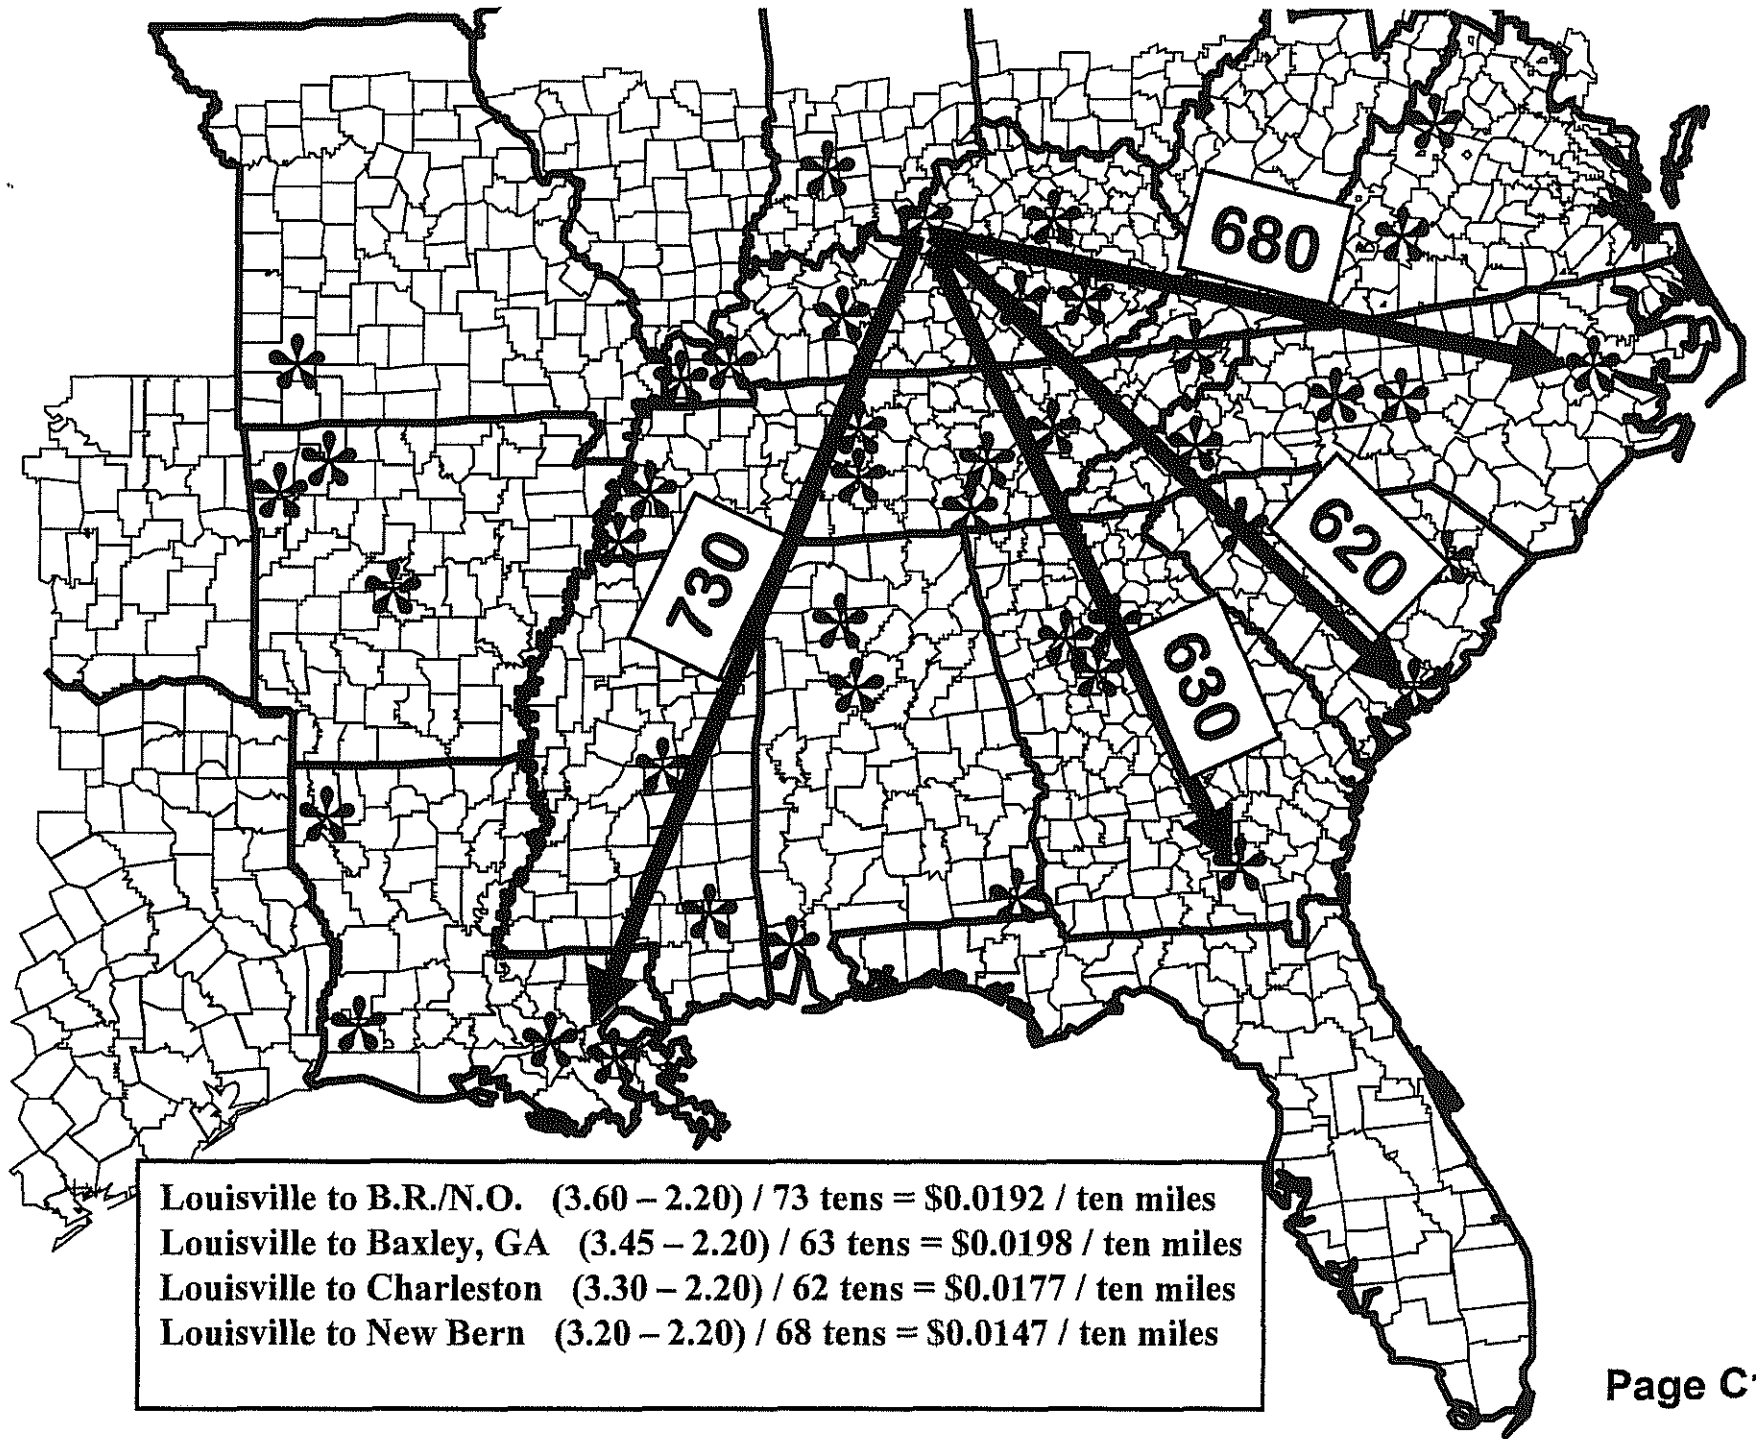 680
730
620
630
Louisville to B.R./N.O. (3.60 – 2.20) / 73 tens = $0.0192 / ten miles
Louisville to Baxley, GA (3.45 – 2.20) / 63 tens = $0.0198 / ten miles
Louisville to Charleston (3.30 – 2.20) / 62 tens = $0.0177 / ten miles
Louisville to New Bern (3.20 – 2.20) / 68 tens = $0.0147 / ten miles
Page C